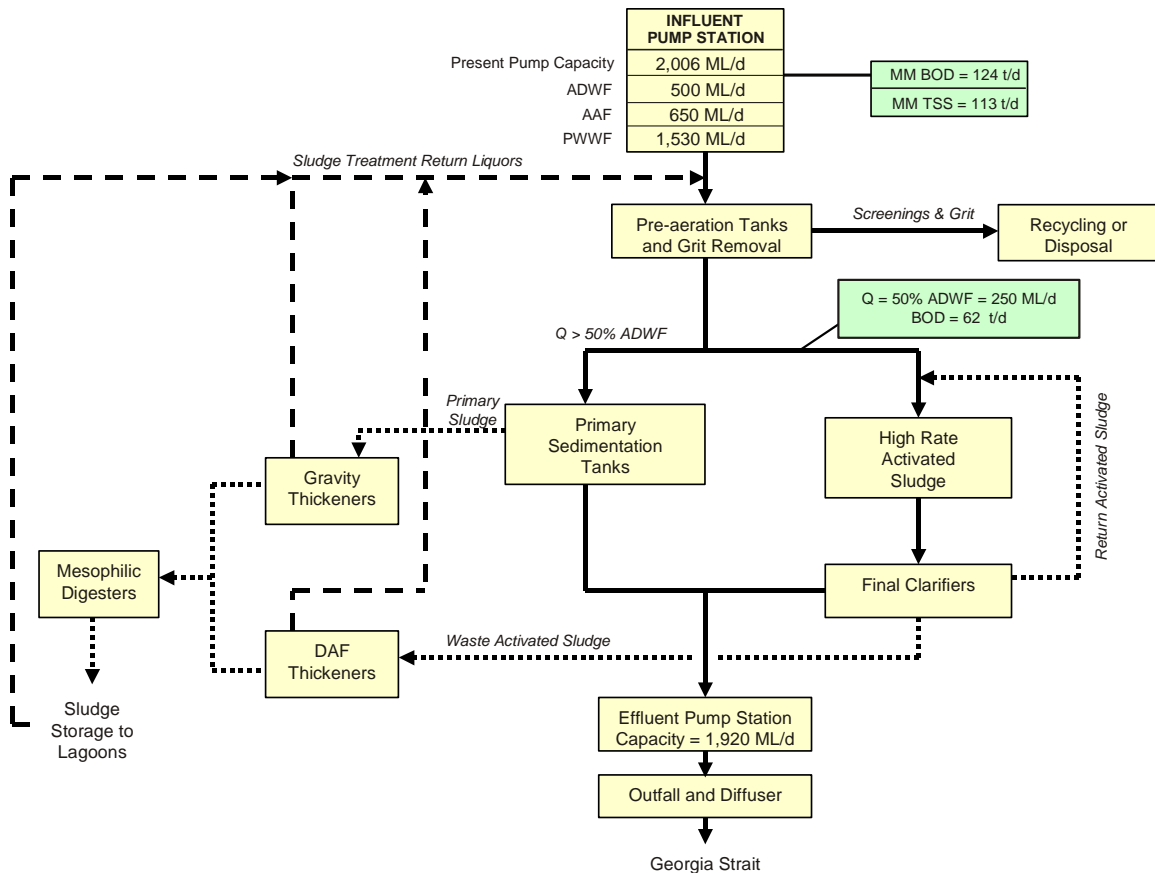 INFLUENT
PUMP STATION
Present Pump Capacity
2,006 ML/d
ADWF
500 ML/d
AAF
650 ML/d
PWWF
1,530 ML/d
MM BOD = 124 t/d
MM TSS = 113 t/d
Sludge Treatment Return Liquors
Pre-aeration Tanks
and Grit Removal
Screenings & Grit
Recycling or
Disposal
Q = 50% ADWF = 250 ML/d
BOD = 62 t/d
Q > 50% ADWF
Primary
Sludge
Primary
Sedimentation
Tanks
High Rate
Activated
Sludge
Return Activated Sludge
Gravity
Thickeners
Mesophilic
Digesters
Final Clarifiers
DAF
Thickeners
Waste Activated Sludge
Sludge
Storage to
Lagoons
Effluent Pump Station
Capacity = 1,920 ML/d
Outfall and Diffuser
Georgia Strait